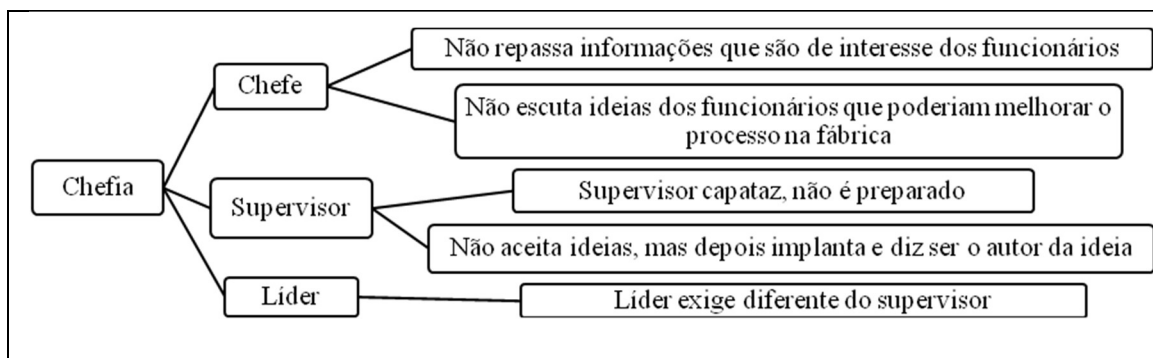 Chefia
Chefe
Não repassa informações que são de interesse dos funcionários
Não escuta ideias dos funcionários que poderiam melhorar o
processo na fábrica
Supervisor
Supervisor capataz, não é preparado
Não aceita ideias, mas depois implanta e diz ser o autor da ideia
Líder
Líder exige diferente do supervisor